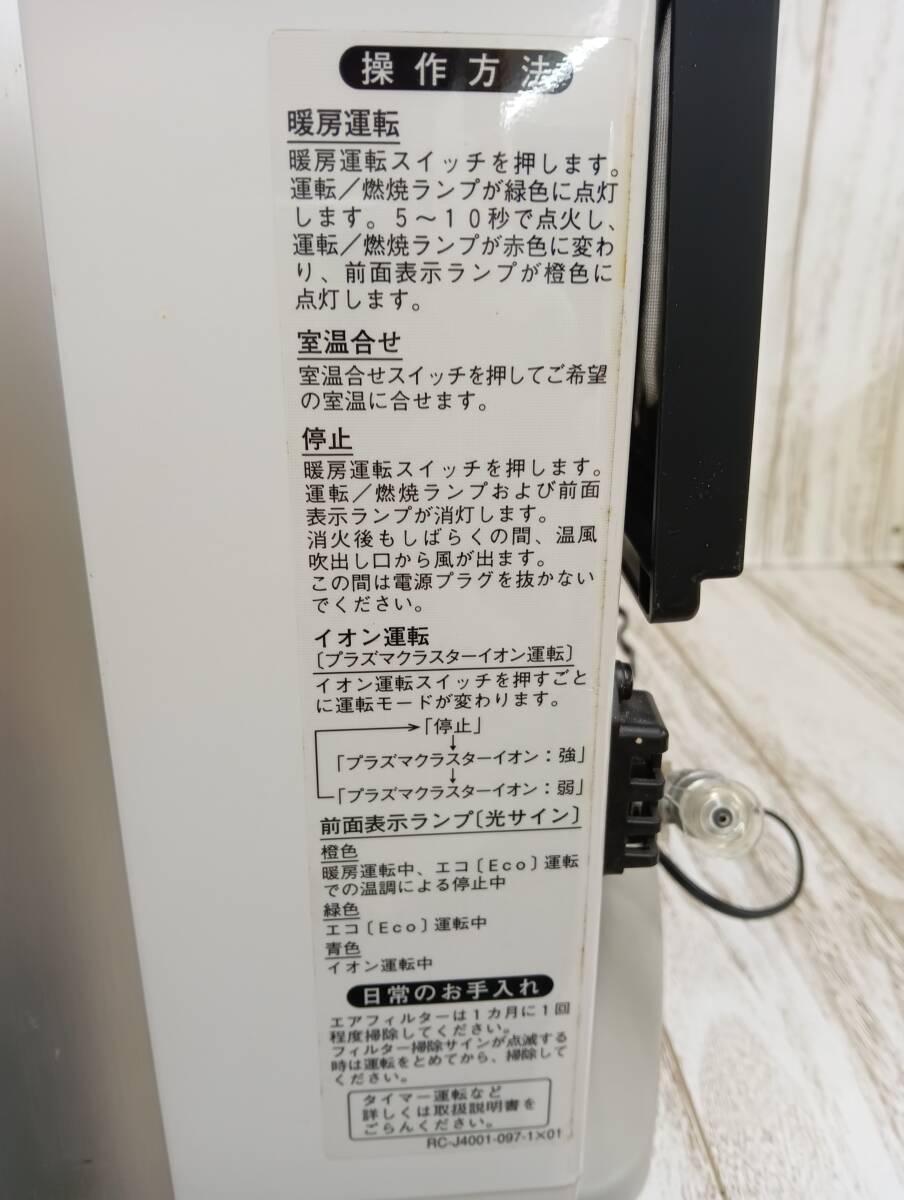 操作方法
暖房運転
暖房運転スイッチを押します。
運転／燃焼ランプが緑色に点灯
します。5～10秒で点火し、
運転／燃焼ランプが赤色に変わ
り、前面表示ランプが橙色に
点灯します。
室温合せ
室温合せスイッチを押してご希望
の室温に合せます。
停止
暖房運転スイッチを押します。
運転／燃焼ランプおよび前面
表示ランプが消灯します。
消火後もしばらくの間、温風
吹出し口から風が出ます。
この間は電源プラグを抜かない
でください。
イオン運転
〔プラズマクラスターイオン運転〕
イオン運転スイッチを押すごと
に運転モードが変わります。
→「停止」
↓
「プラズマクラスターイオン：強」
↓
「プラズマクラスターイオン：弱」
前面表示ランプ〔光サイン〕
橙色
暖房運転中、エコ〔Eco〕運転
での温調による停止中
緑色
エコ〔Eco〕運転中
青色
イオン運転中
日常のお手入れ
エアフィルターは1カ月に1回
程度掃除してください。
フィルター掃除サインが点滅する
時は運転をとめてから、掃除して
ください。
タイマー運転など
詳しくは取扱説明書を
ごらんください。
RC-J4001-097-1×01